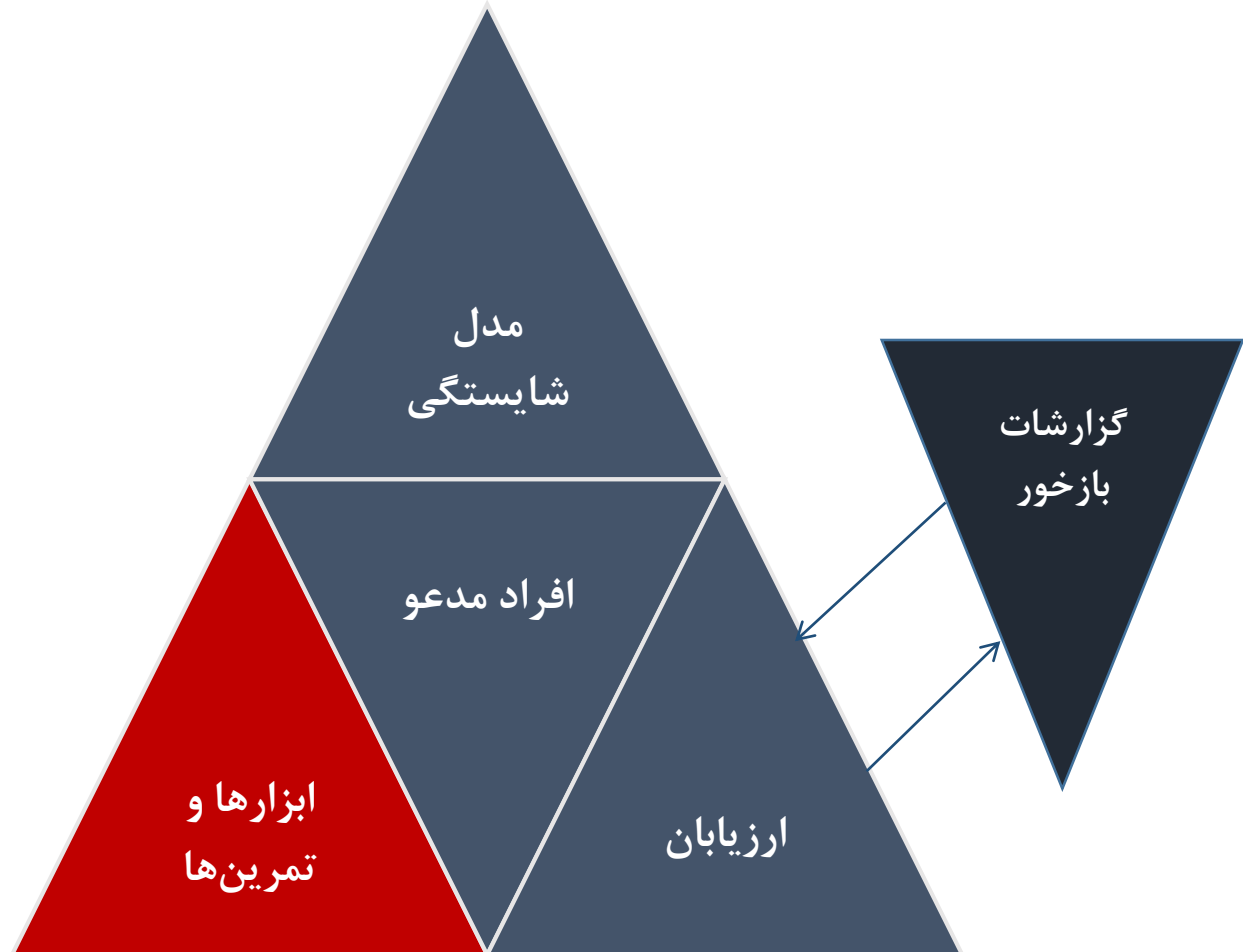 مدل
شایستگی
گزارشات
بازخور
افراد مدعو
ابزارها و
تمرین‌ها
ارزیابان